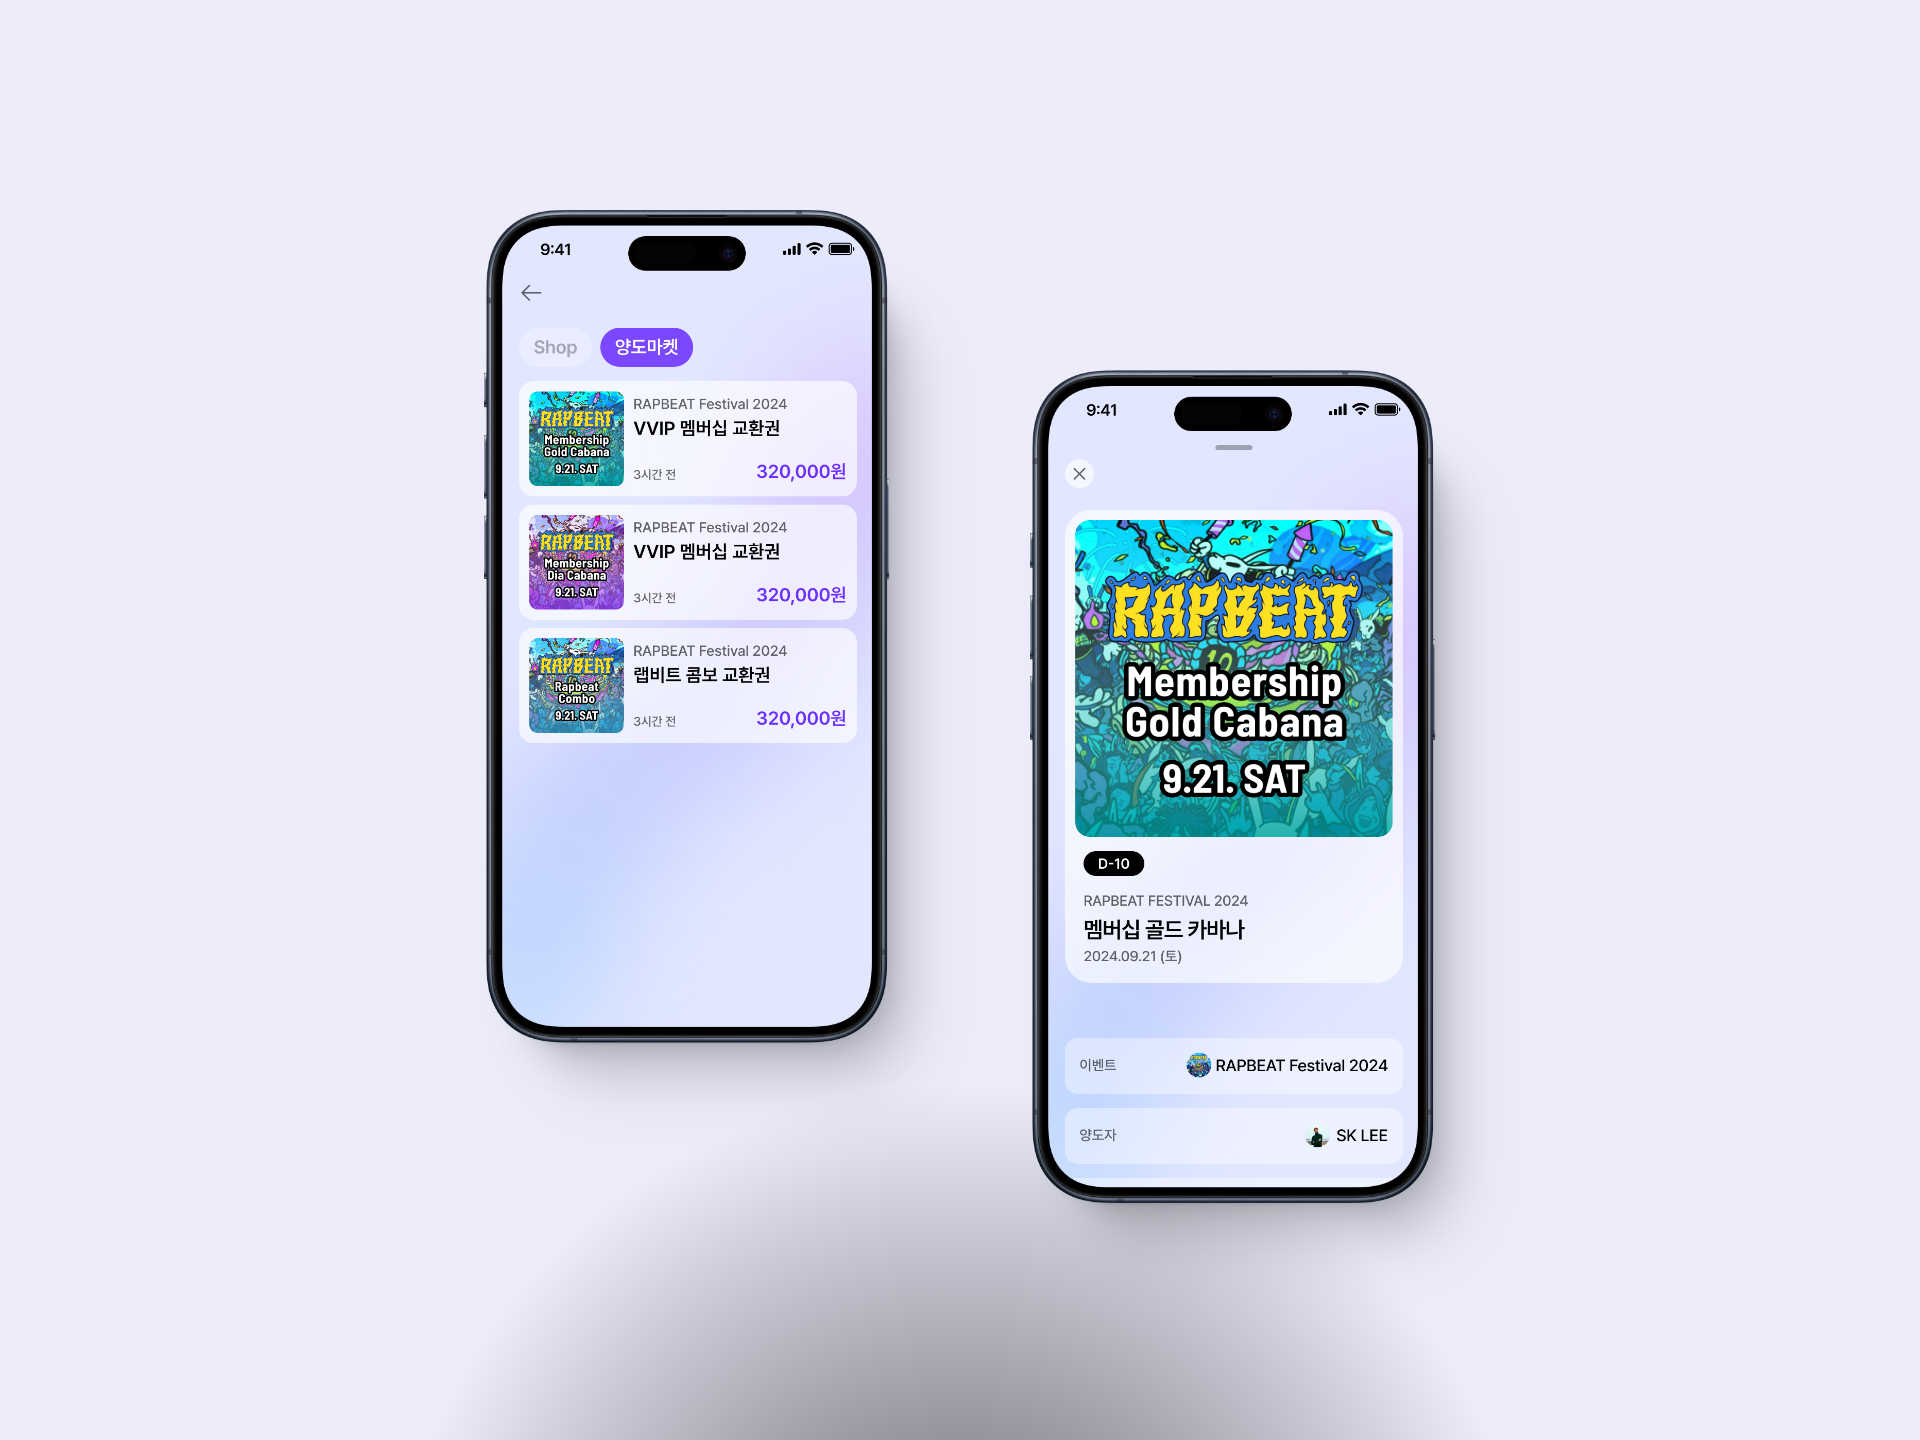 9:41
Shop
양도마켓
RAPBEAT
Membership
Gold Cabana
9.21. SAT
RAPBEAT Festival 2024
VVIP 멤버십 교환권
3시간 전
320,000원
RAPBEAT
Membership
Dia Cabana
9.21. SAT
RAPBEAT Festival 2024
VVIP 멤버십 교환권
3시간 전
320,000원
RAPBEAT
Rapbeat
Combo
9.21. SAT
RAPBEAT Festival 2024
랩비트 콤보 교환권
3시간 전
320,000원
9:41
RAPBEAT
10
Membership
Gold Cabana
9.21. SAT
D-10
RAPBEAT FESTIVAL 2024
멤버십 골드 카바나
2024.09.21 (토)
이벤트
RAPBEAT Festival 2024
양도자
SK LEE